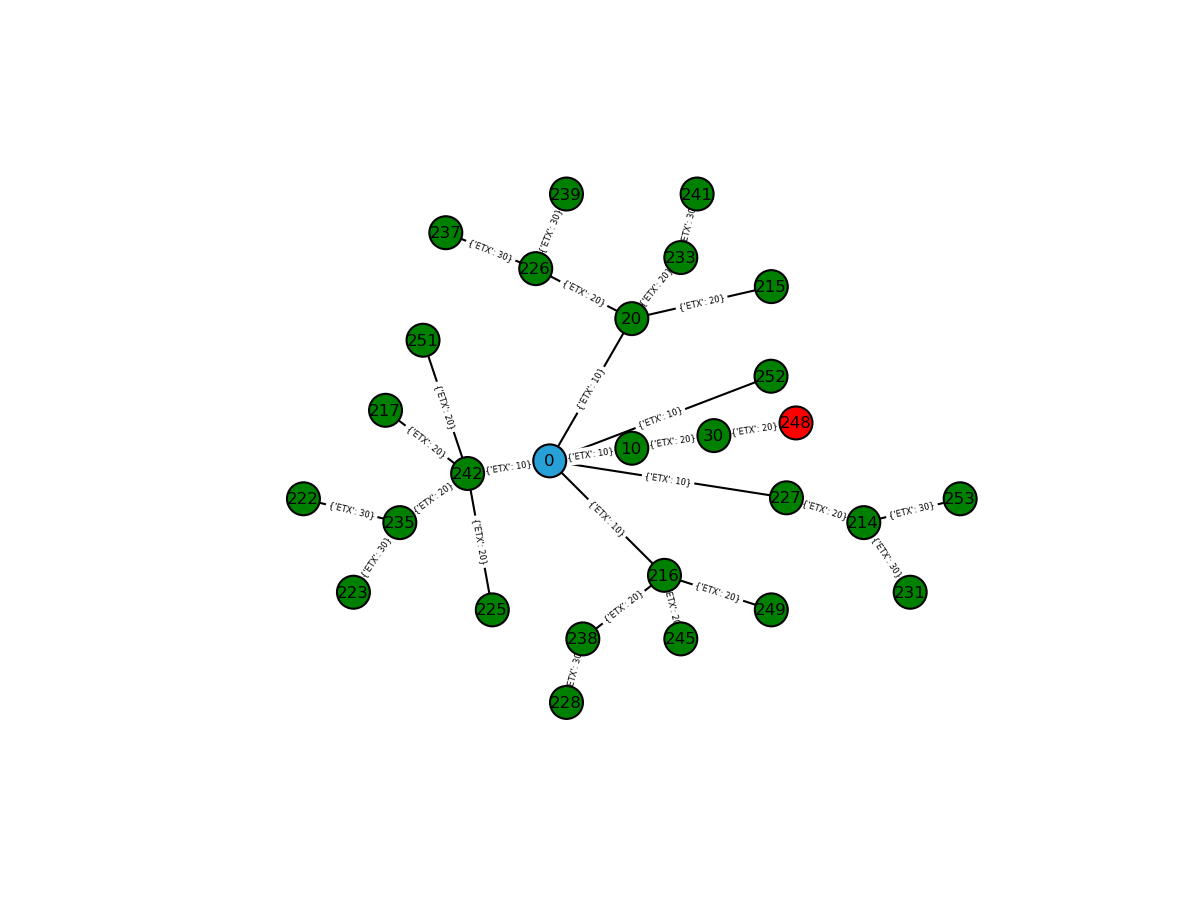 239
241
{'ETX': 30}
{'ETX': 30}
237
{'ETX': 30}
233
226
215
{'ETX': 20}
{'ETX': 20}
{'ETX': 20}
20
251
252
{'ETX': 10}
217
{'ETX': 20}
{'ETX': 10}
248
{'ETX': 20}
30
{'ETX': 20}
10
{'ETX': 20}
{'ETX': 10}
0
{'ETX': 10}
242
{'ETX': 10}
227
222
{'ETX': 20}
253
{'ETX': 30}
{'ETX': 20}
{'ETX': 30}
235
{'ETX': 10}
214
{'ETX': 20}
{'ETX': 30}
{'ETX': 30}
216
223
{'ETX': 20}
231
{'ETX': 20}
ETX': 20
225
249
238
245
ETX': 30
228